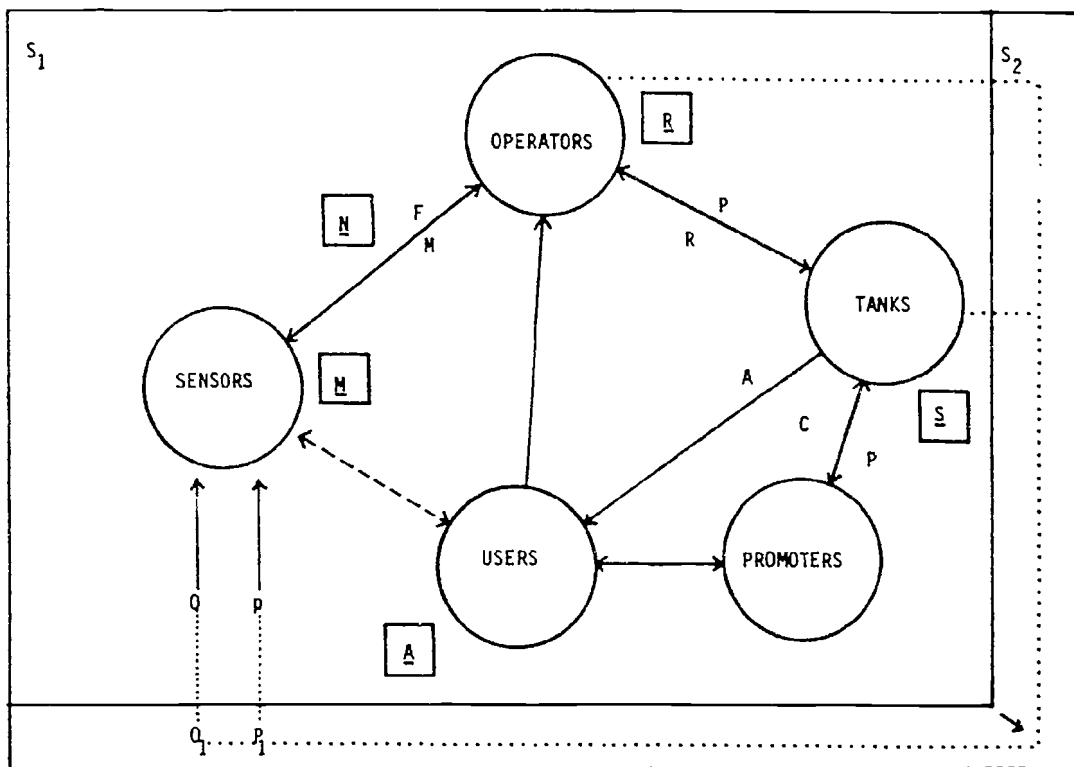 S1
S2
OPERATORS
R
N
F
M
P
R
TANKS
SENSORS
M
A
C
S
P
USERS
PROMOTERS
Q
p
A
Q1
P1